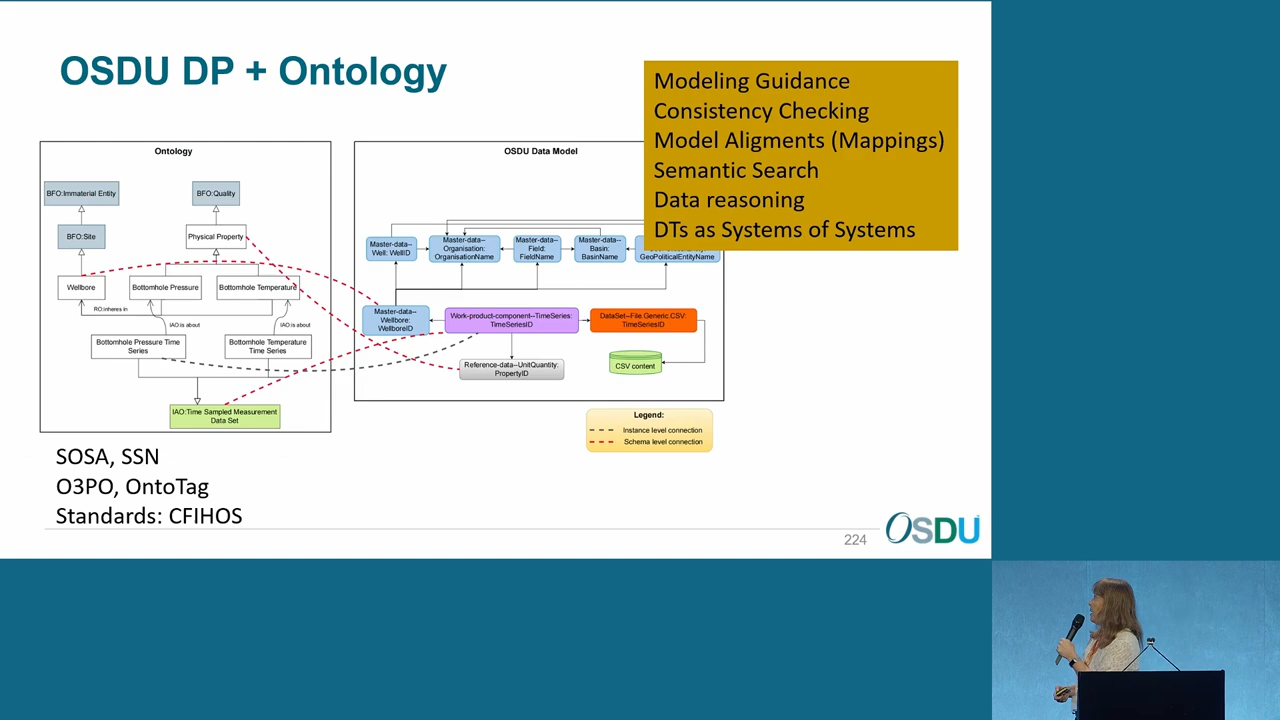 OSDU DP + Ontology
Modeling Guidance
Consistency Checking
Model Aligments (Mappings)
Semantic Search
Data reasoning
DTs as Systems of Systems
Ontology
BFO:Immaterial Entity
BFO:Quality
BFO:Site
Physical Property
Wellbore
Bottomhole Pressure
Bottomhole Temperature
RO:inheres in
IAO:is about
IAO:is about
Bottomhole Pressure Time
Series
Bottomhole Temperature
Time Series
IAO:Time Sampled Measurement
Data Set
OSDU Data Model
Master-data--
Well: WellID
Master-data--
Organisation:
OrganisationName
Master-data--
Field:
FieldName
Master-data--
Basin:
BasinName
GeoPoliticalEntityName
Master-data--
Wellbore:
WellboreID
Work-product-component--TimeSeries:
TimeSeriesID
DataSet--File.Generic.CSV:
TimeSeriesID
Reference-data--UnitQuantity:
PropertyID
CSV content
Legend:
Instance level connection
Schema level connection
SOSA, SSN
O3PO, OntoTag
Standards: CFIHOS
224
OSDU